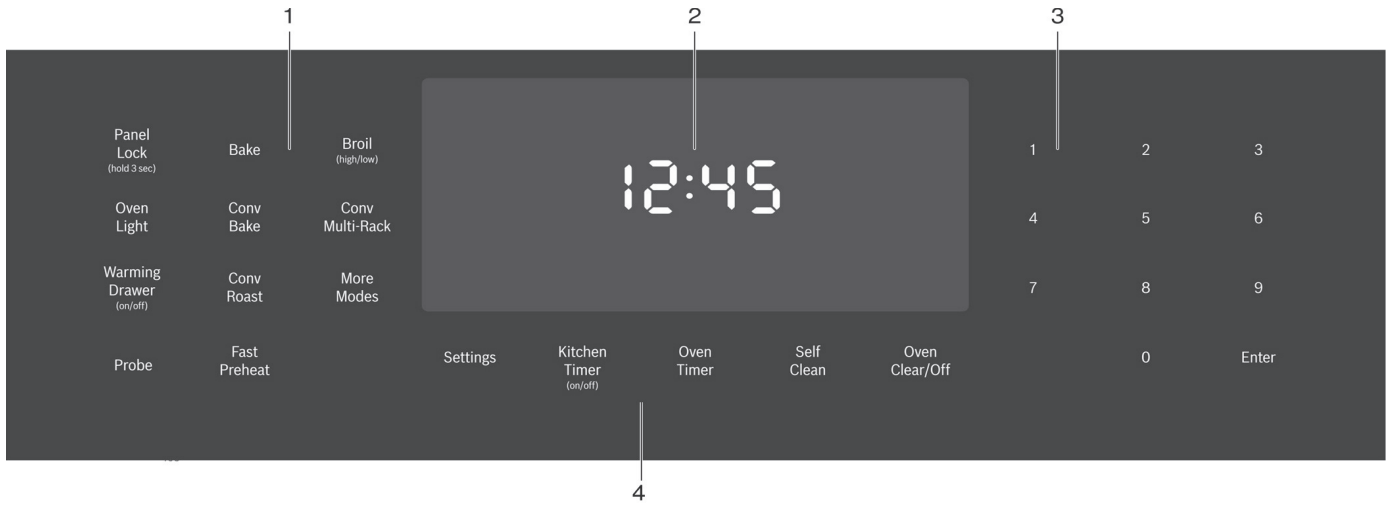 1 2 3
Panel
Lock
(hold 3 sec)
Bake
Broil
(high/low)
Oven
Light
Conv
Bake
Conv
Multi-Rack
Warming
Drawer
(on/off)
Conv
Roast
More
Modes
Probe
Fast
Preheat
12:45
Settings
Kitchen
Timer
(on/off)
Oven
Timer
Self
Clean
Oven
Clear/Off
1 2 3
4 5 6
7 8 9
0 Enter
4